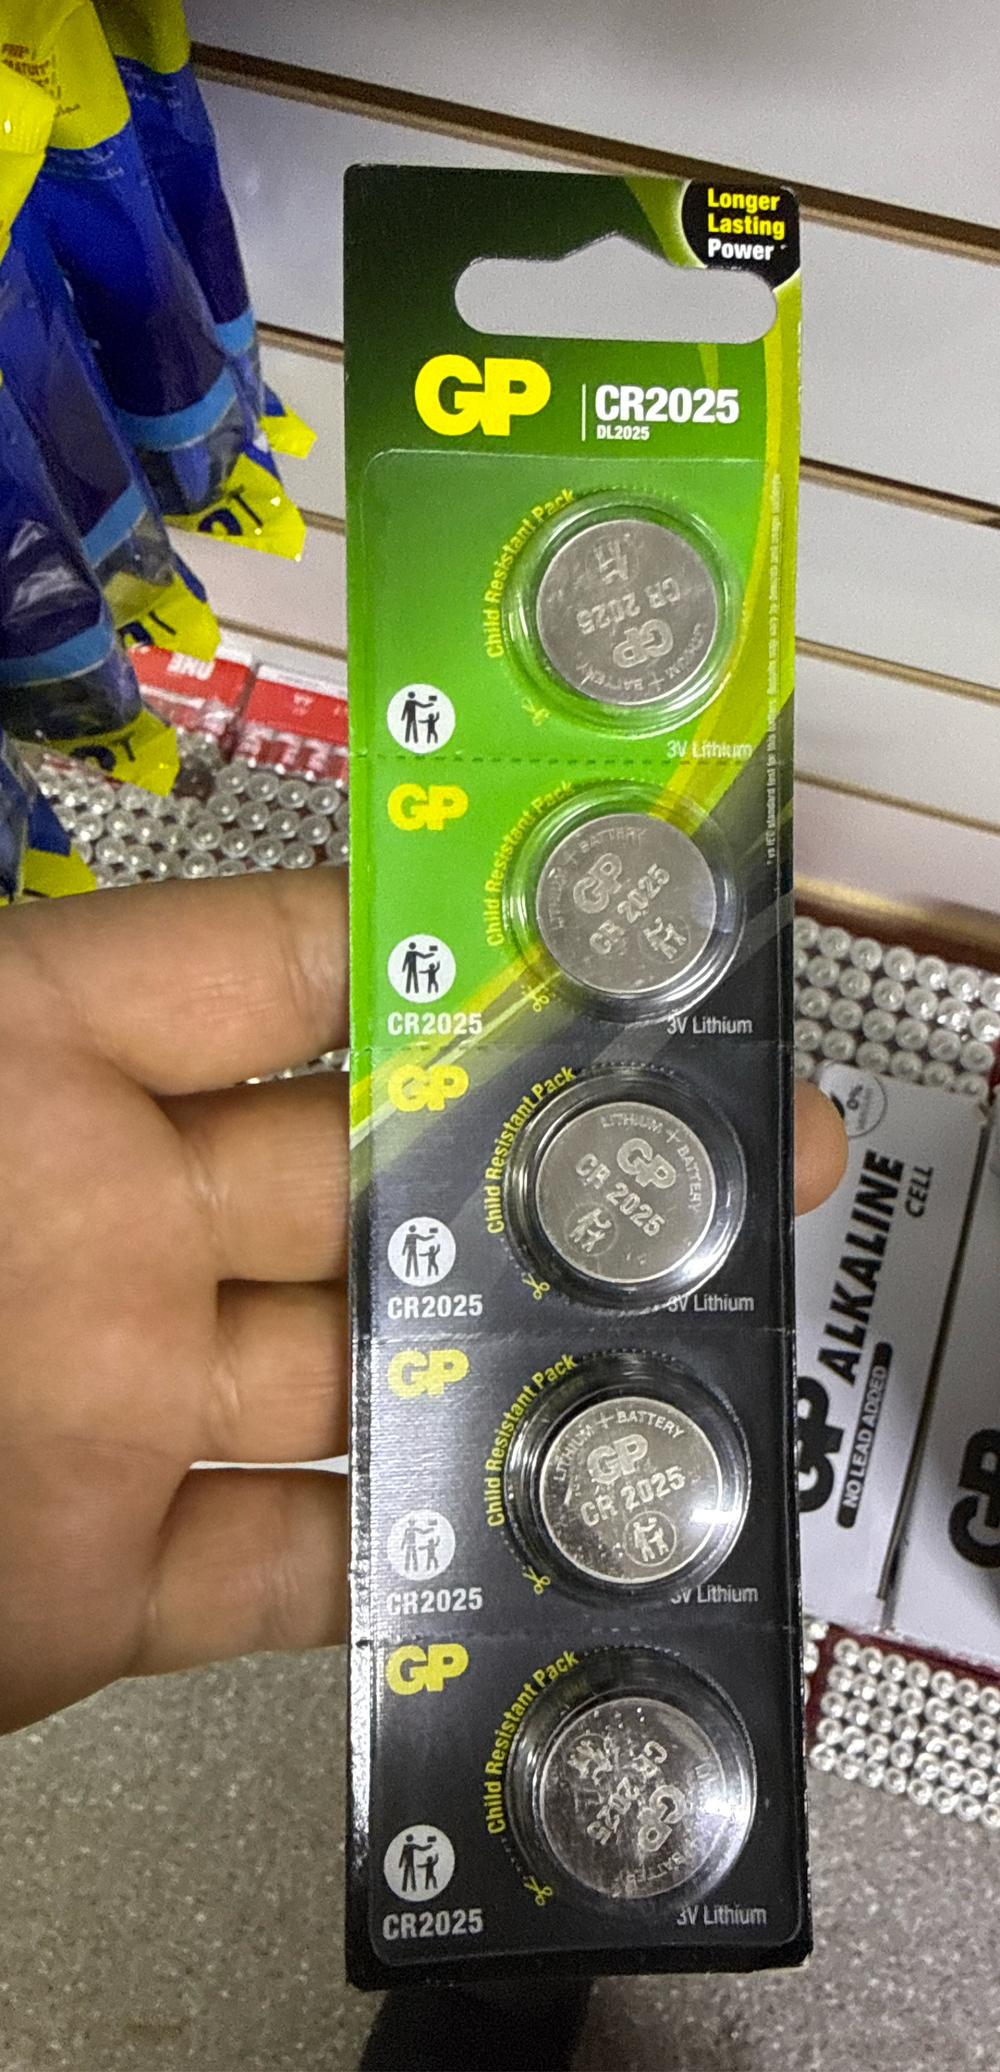 Longer
Lasting
Power
GP
CR2025
DL2025
Child Resistant Pack
CR 2025
GP
LITHIUM + BATTERY
3V Lithium
GP
Child Resistant Pack
LITHIUM + BATTERY
GP
CR 2025
CR2025
3V Lithium
GP
Child Resistant Pack
LITHIUM + BATTERY
GP
CR 2025
CR2025
3V Lithium
GP
Child Resistant Pack
LITHIUM + BATTERY
GP
CR 2025
CR2025
3V Lithium
GP
Child Resistant Pack
CR 2025
GP
CR2025
3V Lithium
ONE
0%
GP ALKALINE
CELL
NO LEAD ADDED
GP